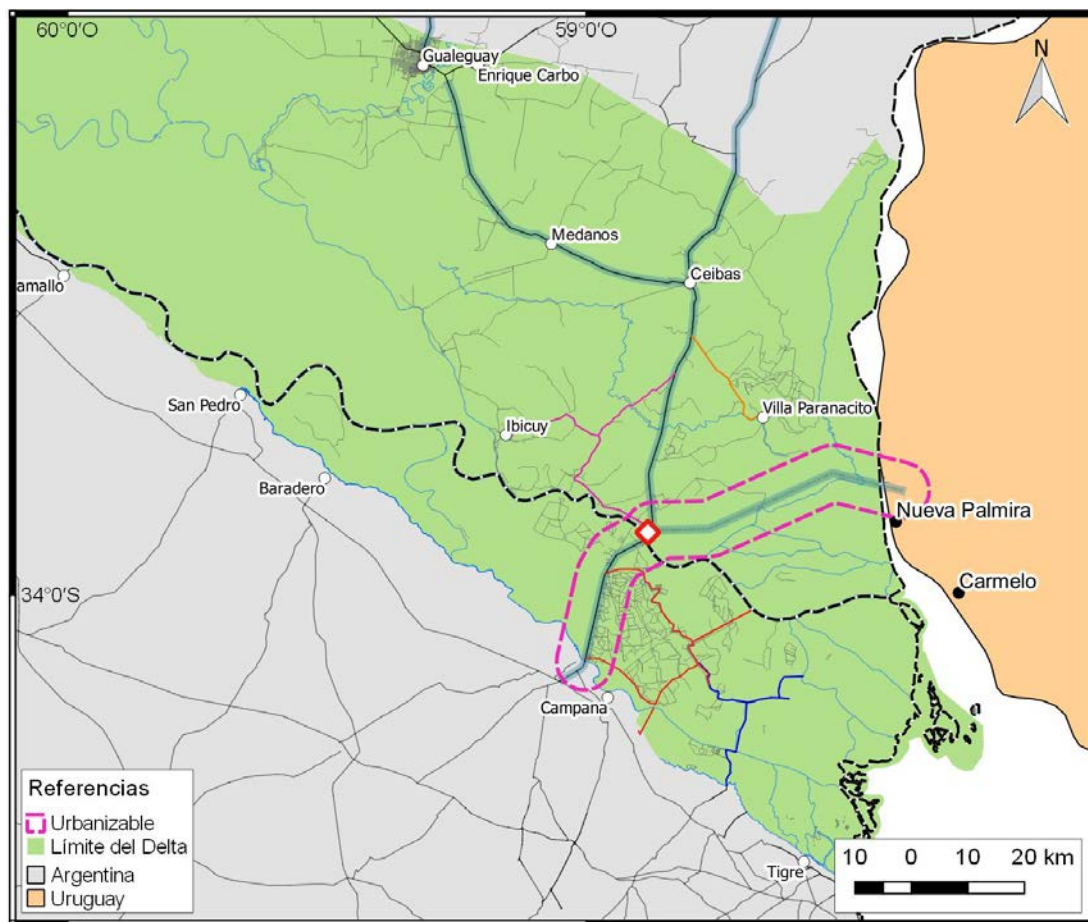 60°0'O
59°0'O
N
Gualeguay
Enrique Carbo
Medanos
Ceibas
amallo
San Pedro
Villa Paranacito
Ibicuy
Baradero
Nueva Palmira
Carmelo
34°0'S
Campana
Referencias
Urbanizable
Límite del Delta
Argentina
Uruguay
Tigre
10 0 10 20 km